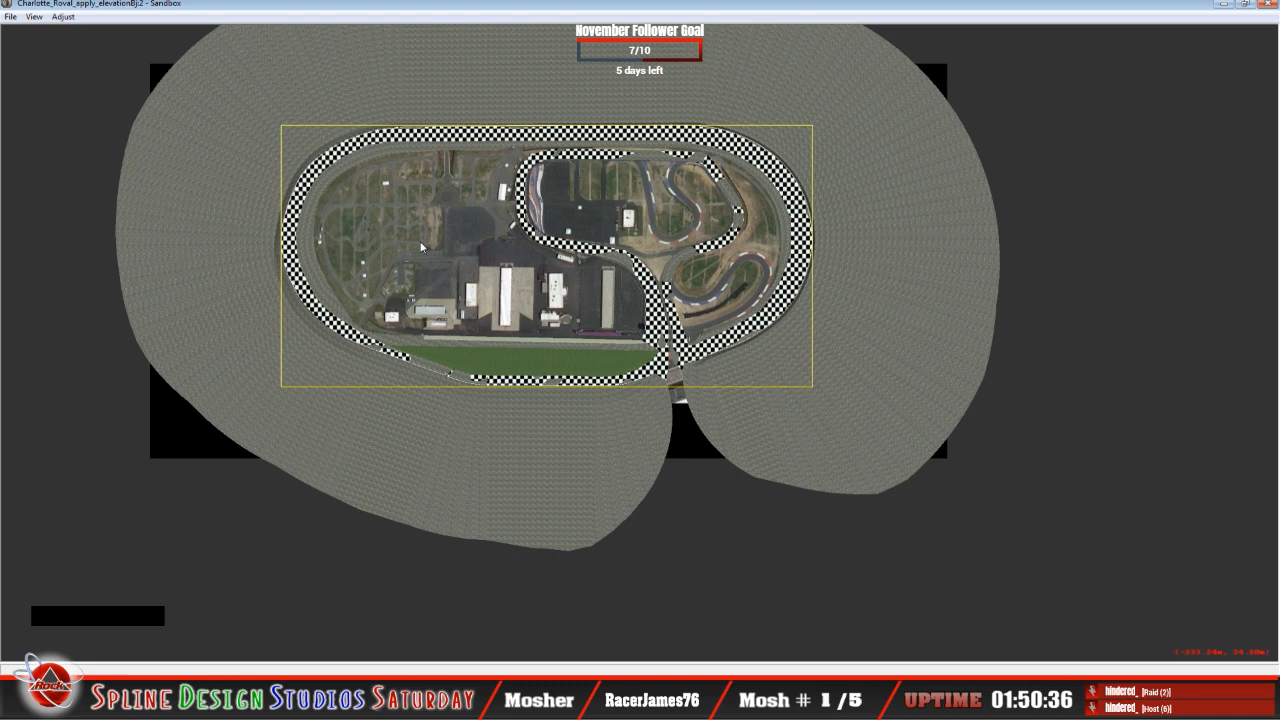 Charlotte_Roval_apply_elevationBj:2 - Sandbox
File View Adjust
November Follower Goal
7/10
5 days left
Rock
SPLINE DESIGN STUDIOS SATURDAY
Mosher
RacerJames76
Mosh # 1 /5
UPTIME 01:50:36
hindered_ [Raid (2)]
hindered_ [Host (6)]